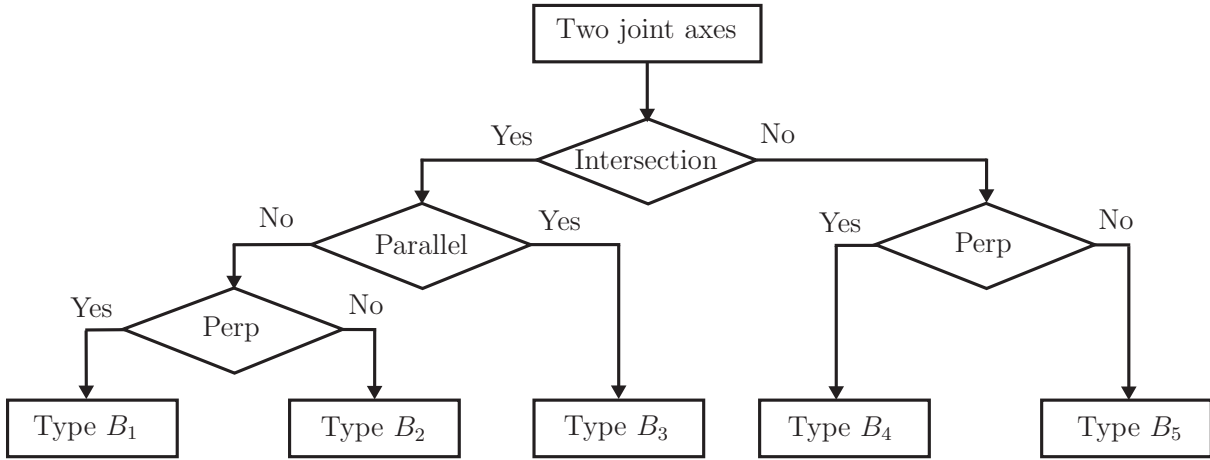 Two joint axes
Yes
No
Intersection
No
Yes
Yes
No
Parallel
Perp
Yes
No
Perp
Type B₁
Type B₂
Type B₃
Type B₄
Type B₅